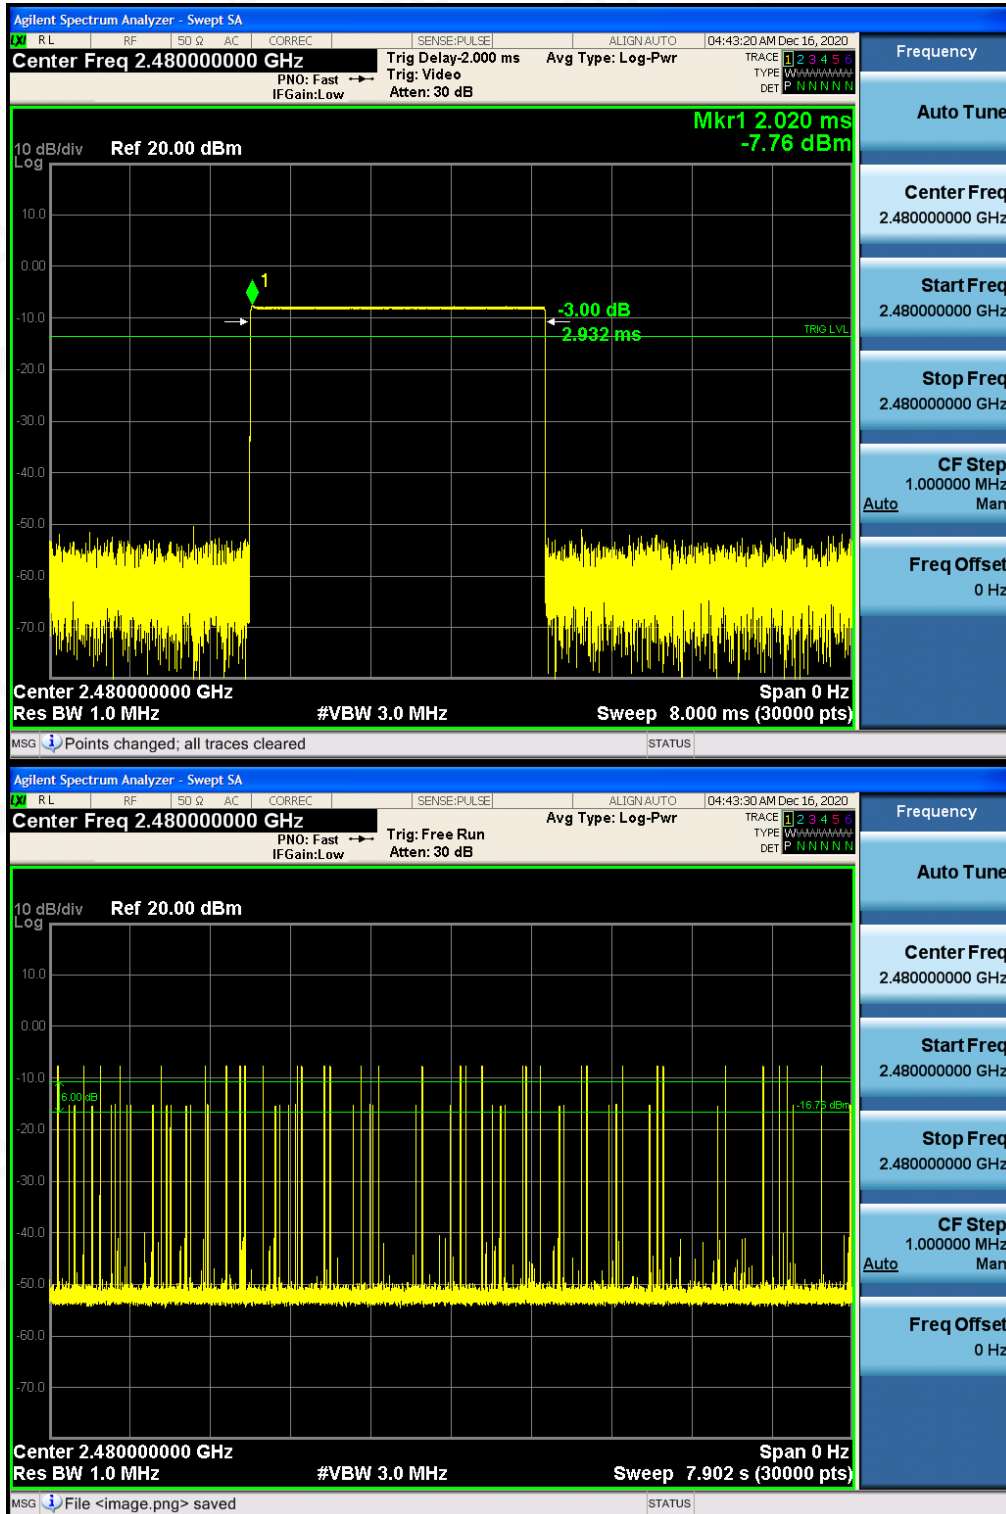 Agilent Spectrum Analyzer - Swept SA
LXI RL RF 50 Ω AC CORREC SENSE:PULSE ALIGN AUTO 04:43:20 AM Dec 16, 2020
Center Freq 2.480000000 GHz
PNO: Fast
IFGain:Low
Trig Delay-2.000 ms
Trig: Video
Atten: 30 dB
Avg Type: Log-Pwr
TRACE 1 2 3 4 5 6
TYPE WWWWWW
DET P N N N N N
Mkr1 2.020 ms
-7.76 dBm
10 dB/div Ref 20.00 dBm
Log
10.0
0.00
1
-10.0
-3.00 dB
2.932 ms
TRIG LVL
-20.0
-30.0
-40.0
-50.0
-60.0
-70.0
Center 2.480000000 GHz Span 0 Hz
Res BW 1.0 MHz #VBW 3.0 MHz Sweep 8.000 ms (30000 pts)
MSG Points changed; all traces cleared STATUS
Frequency
Auto Tune
Center Freq
2.480000000 GHz
Start Freq
2.480000000 GHz
Stop Freq
2.480000000 GHz
CF Step
1.000000 MHz
Auto Man
Freq Offset
0 Hz
Agilent Spectrum Analyzer - Swept SA
LXI RL RF 50 Ω AC CORREC SENSE:PULSE ALIGN AUTO 04:43:30 AM Dec 16, 2020
Center Freq 2.480000000 GHz
PNO: Fast
IFGain:Low
Trig: Free Run
Atten: 30 dB
Avg Type: Log-Pwr
TRACE 1 2 3 4 5 6
TYPE WWWWWW
DET P N N N N N
10 dB/div Ref 20.00 dBm
Log
10.0
0.00
-10.0
6.00 dB
-16.75 dBm
-20.0
-30.0
-40.0
-50.0
-60.0
-70.0
Center 2.480000000 GHz Span 0 Hz
Res BW 1.0 MHz #VBW 3.0 MHz Sweep 7.902 s (30000 pts)
MSG File <image.png> saved STATUS
Frequency
Auto Tune
Center Freq
2.480000000 GHz
Start Freq
2.480000000 GHz
Stop Freq
2.480000000 GHz
CF Step
1.000000 MHz
Auto Man
Freq Offset
0 Hz